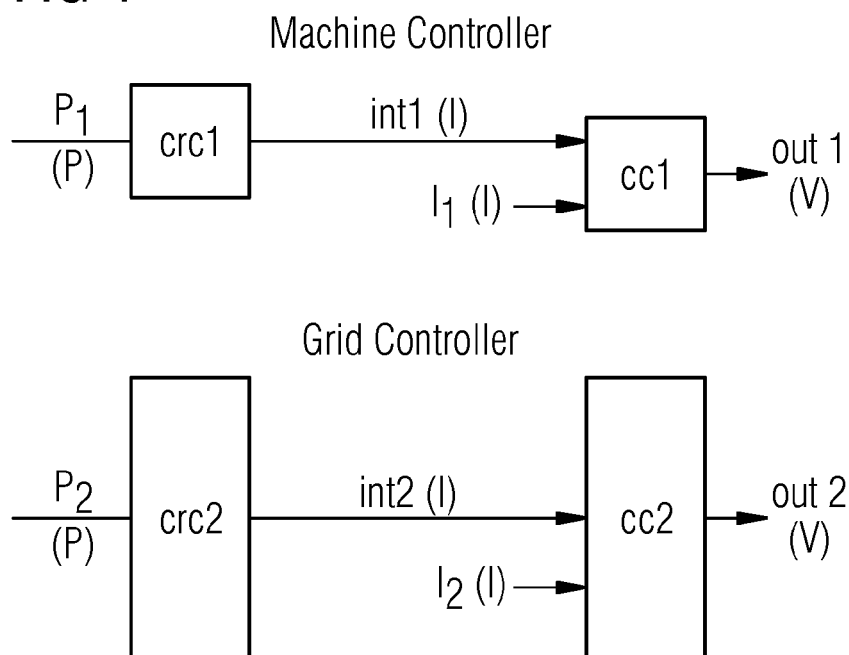 Machine Controller
P1
(P)
crc1
int1 (I)
I1 (I)
cc1
out 1
(V)
Grid Controller
P2
(P)
crc2
int2 (I)
I2 (I)
cc2
out 2
(V)